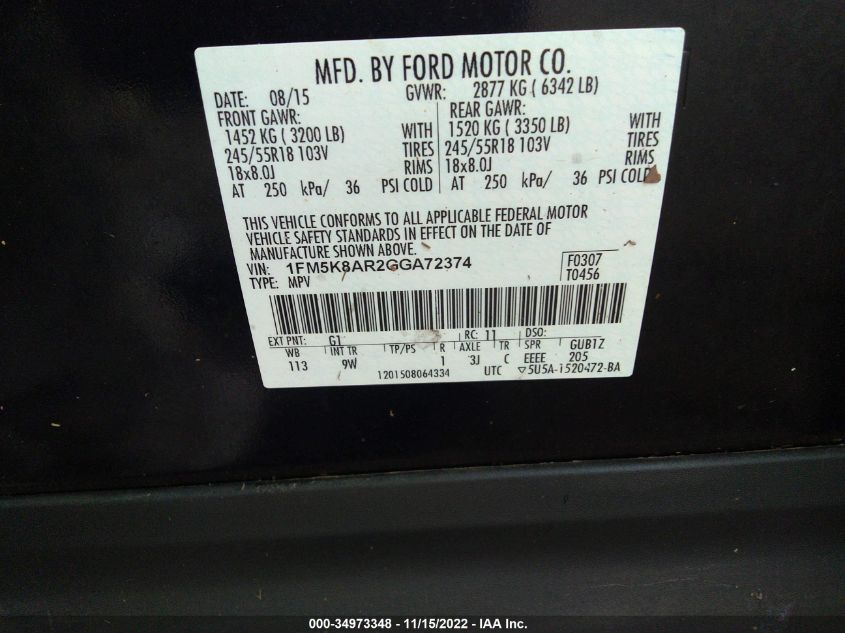 MFD. BY FORD MOTOR CO.
DATE: 08/15 GVWR: 2877 KG ( 6342 LB)
FRONT GAWR: REAR GAWR:
1452 KG ( 3200 LB) WITH 1520 KG ( 3350 LB) WITH
245/55R18 103V TIRES 245/55R18 103V TIRES
18x8.0J RIMS 18x8.0J RIMS
AT 250 kPa/ 36 PSI COLD AT 250 kPa/ 36 PSI COLD
THIS VEHICLE CONFORMS TO ALL APPLICABLE FEDERAL MOTOR
VEHICLE SAFETY STANDARDS IN EFFECT ON THE DATE OF
MANUFACTURE SHOWN ABOVE.
VIN: 1FM5K8AR2GGA72374 F0307
TYPE: MPV T0456
EXT PNT: G1 RC: 11 DSO:
WB INT TR TP/PS R AXLE TR SPR GUB1Z
113 9W 1 3J C EEEE 205
1201508064334 UTC ▽5U5A-1520472-BA
000-34973348 - 11/15/2022 - IAA Inc.